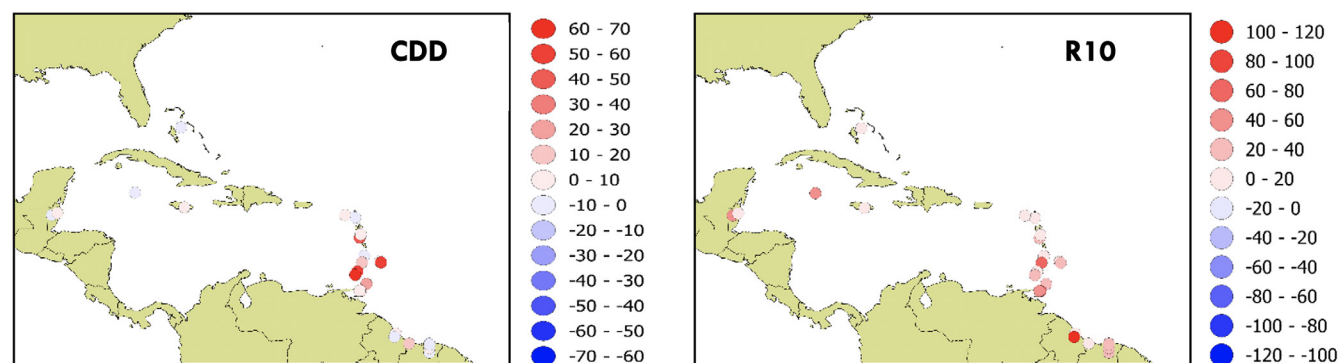 CDD
60 - 70
50 - 60
40 - 50
30 - 40
20 - 30
10 - 20
0 - 10
-10 - 0
-20 - -10
-30 - -20
-40 - -30
-50 - -40
-60 - -50
-70 - -60
R10
100 - 120
80 - 100
60 - 80
40 - 60
20 - 40
0 - 20
-20 - 0
-40 - -20
-60 - -40
-80 - -60
-100 - -80
-120 - -100